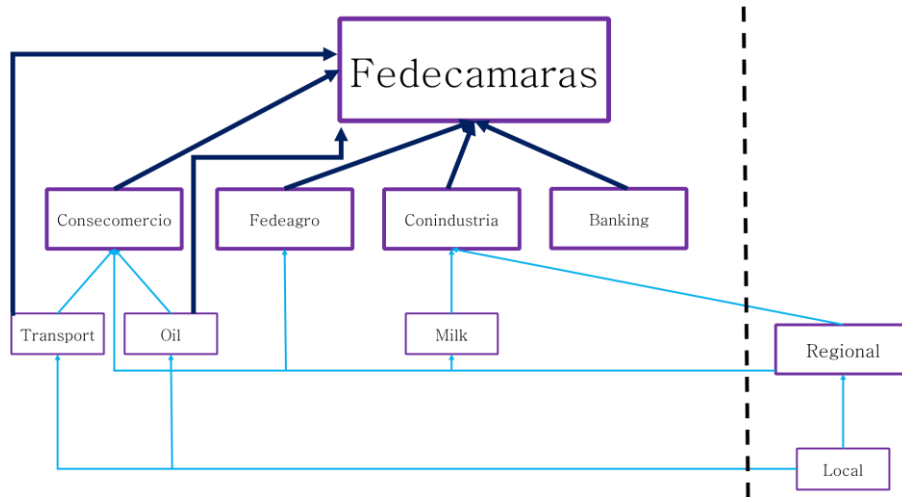 Fedecamaras
Consecomercio
Fedeagro
Conindustria
Banking
Transport
Oil
Milk
Regional
Local